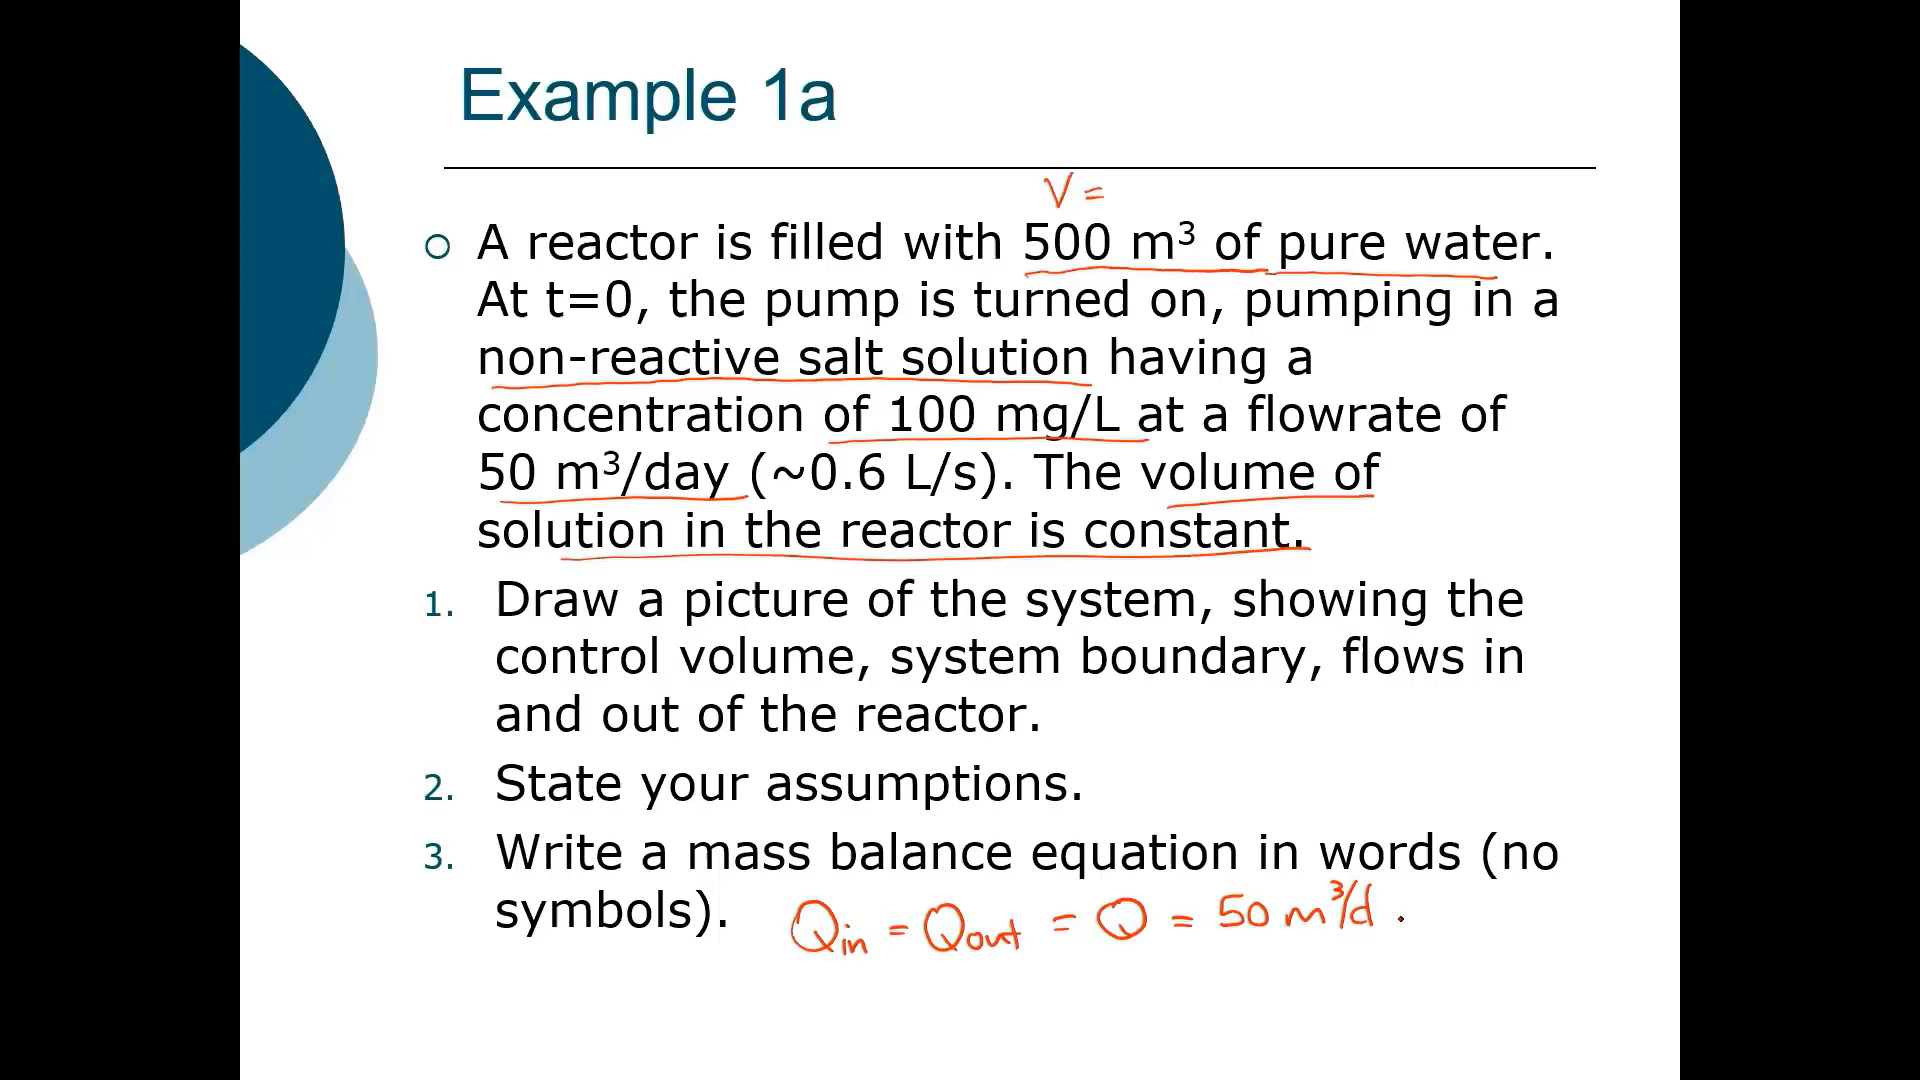 Example 1a
V =
A reactor is filled with 500 m³ of pure water.
At t=0, the pump is turned on, pumping in a
non-reactive salt solution having a
concentration of 100 mg/L at a flowrate of
50 m³/day (~0.6 L/s). The volume of
solution in the reactor is constant.
1. Draw a picture of the system, showing the
control volume, system boundary, flows in
and out of the reactor.
2. State your assumptions.
3. Write a mass balance equation in words (no
symbols).
Qin = Qout = Q = 50 m³/d